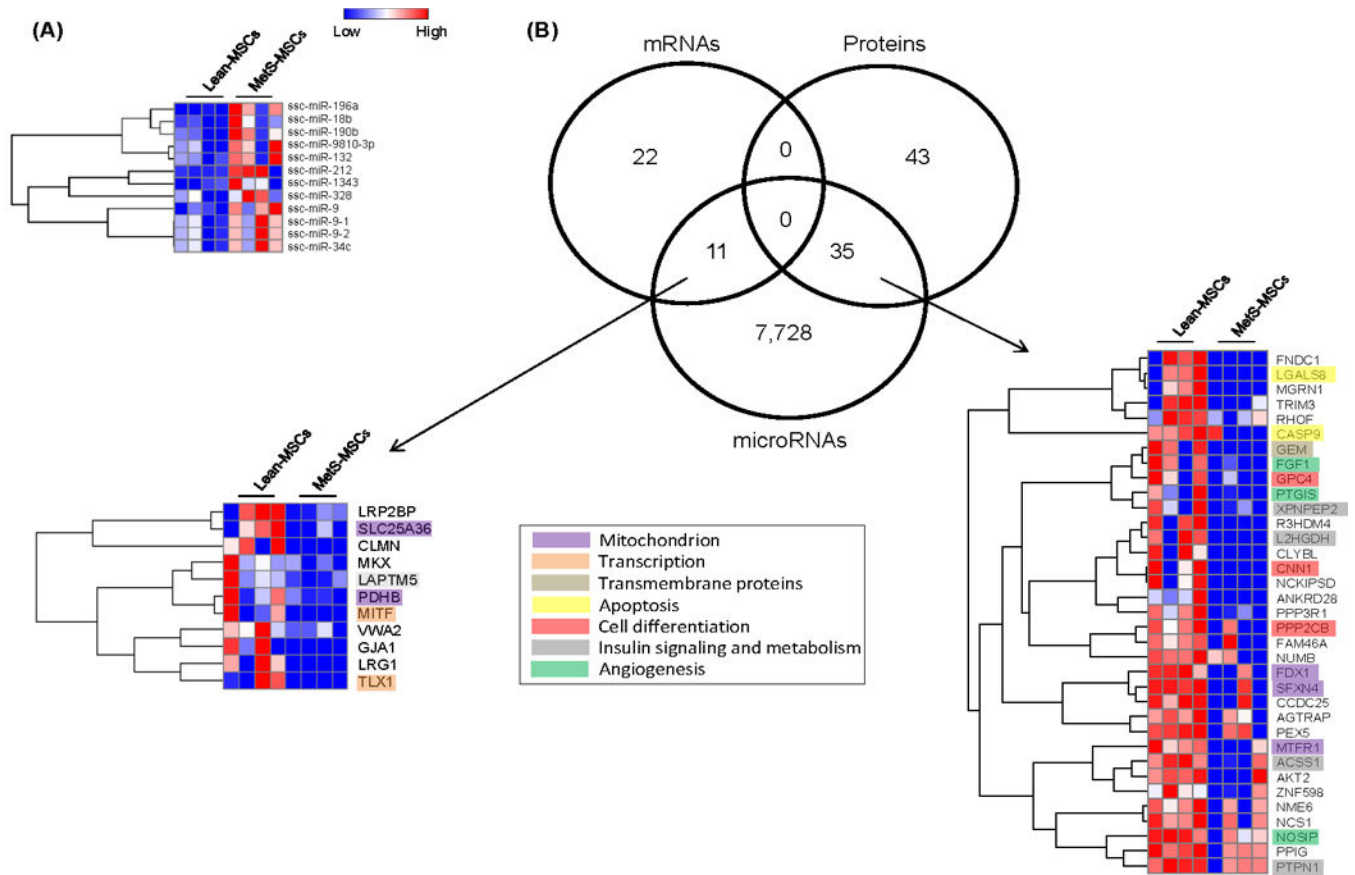 (A)
Low
High
Lean-MSCs
MetS-MSCs
ssc-miR-196a
ssc-miR-18b
ssc-miR-190b
ssc-miR-9810-3p
ssc-miR-132
ssc-miR-212
ssc-miR-1343
ssc-miR-328
ssc-miR-9
ssc-miR-9-1
ssc-miR-9-2
ssc-miR-34c
(B)
mRNAs
Proteins
22
0
43
0
11
35
7,728
microRNAs
Lean-MSCs
MetS-MSCs
LRP2BP
SLC25A36
CLMN
MKX
LAPTM5
PDHB
MITF
VWA2
GJA1
LRG1
TLX1
Mitochondrion
Transcription
Transmembrane proteins
Apoptosis
Cell differentiation
Insulin signaling and metabolism
Angiogenesis
Lean-MSCs
MetS-MSCs
FNDC1
LGALS8
MGRN1
TRIM3
RHOF
CASP9
GEM
FGF1
GPC4
PTGIS
XPNPEP2
R3HDM4
L2HGDH
CLYBL
CNN1
NCKIPSD
ANKRD28
PPP3R1
PPP2CB
FAM46A
NUMB
FDX1
SFXN4
CCDC25
AGTRAP
PEX5
MTFR1
ACSS1
AKT2
ZNF598
NME6
NCS1
NOSIP
PPIG
PTPN1